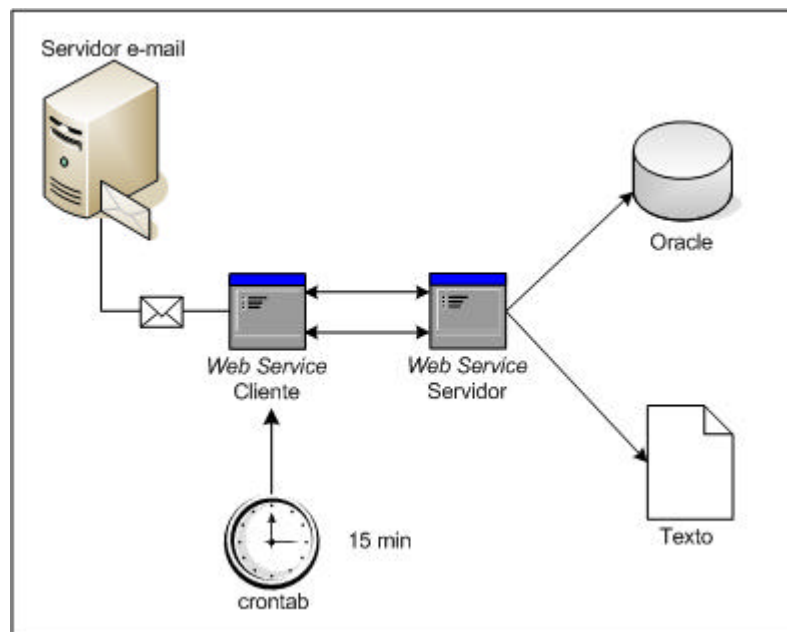 Servidor e-mail
Oracle
Web Service
Cliente
Web Service
Servidor
15 min
crontab
Texto